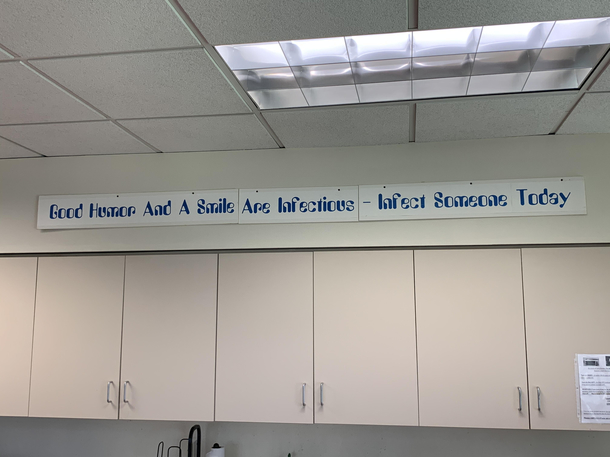 Good Humor And A Smile Are Infectious - Infect Someone Today